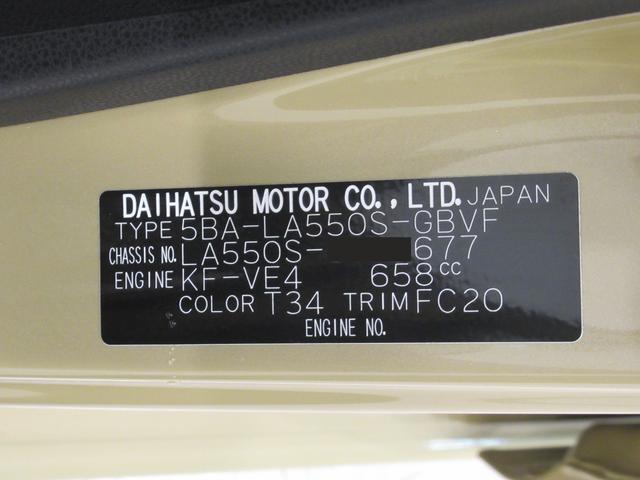 DAIHATSU MOTOR CO., LTD. JAPAN
TYPE 5BA-LA550S-GBVF
CHASSIS NO. LA550S- 677
ENGINE KF-VE4 658cc
COLOR T34 TRIM FC20
ENGINE NO.